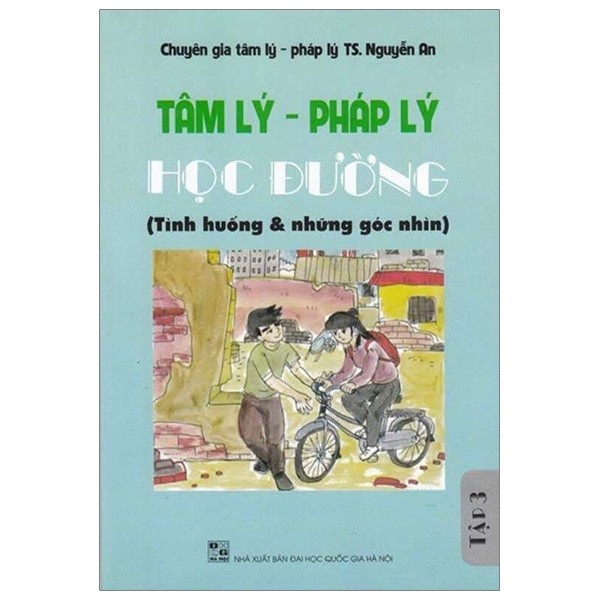 Chuyên gia tâm lý - pháp lý TS. Nguyễn An
TÂM LÝ - PHÁP LÝ
HỌC ĐƯỜNG
(Tình huống & những góc nhìn)
TẬP 3
NHÀ XUẤT BẢN ĐẠI HỌC QUỐC GIA HÀ NỘI